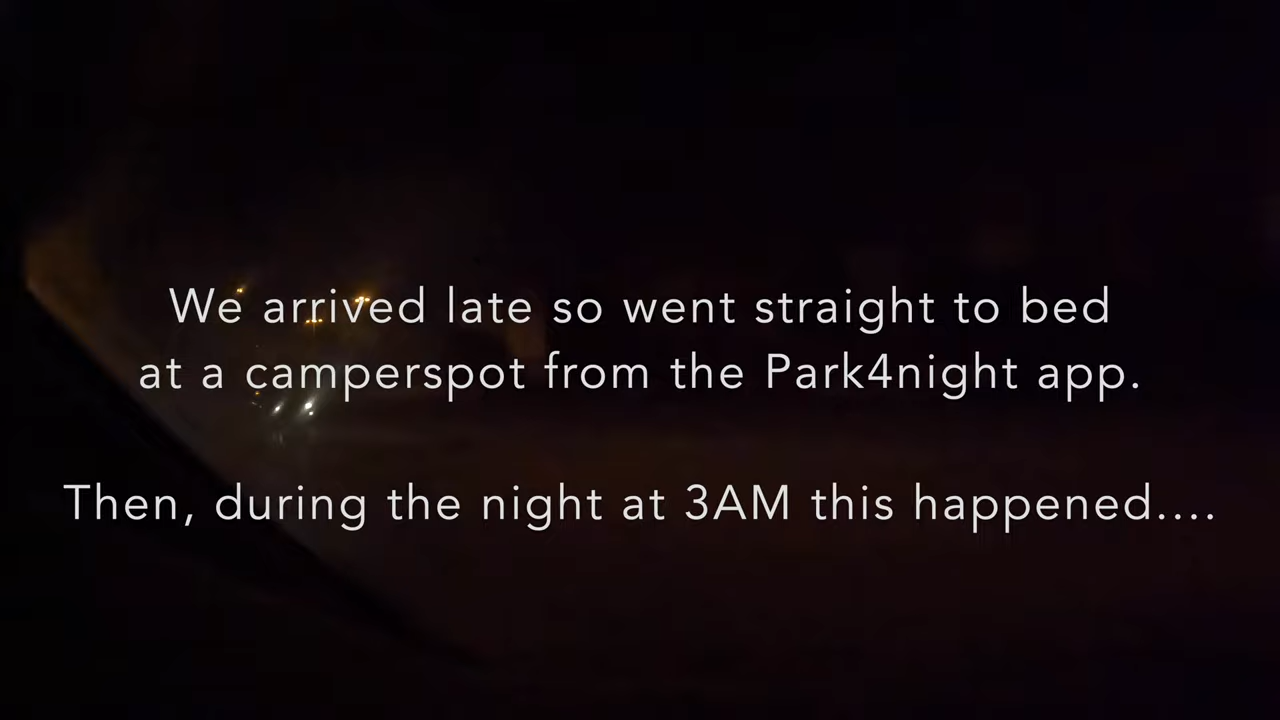 We arrived late so went straight to bed
at a camperspot from the Park4night app.
Then, during the night at 3AM this happened....